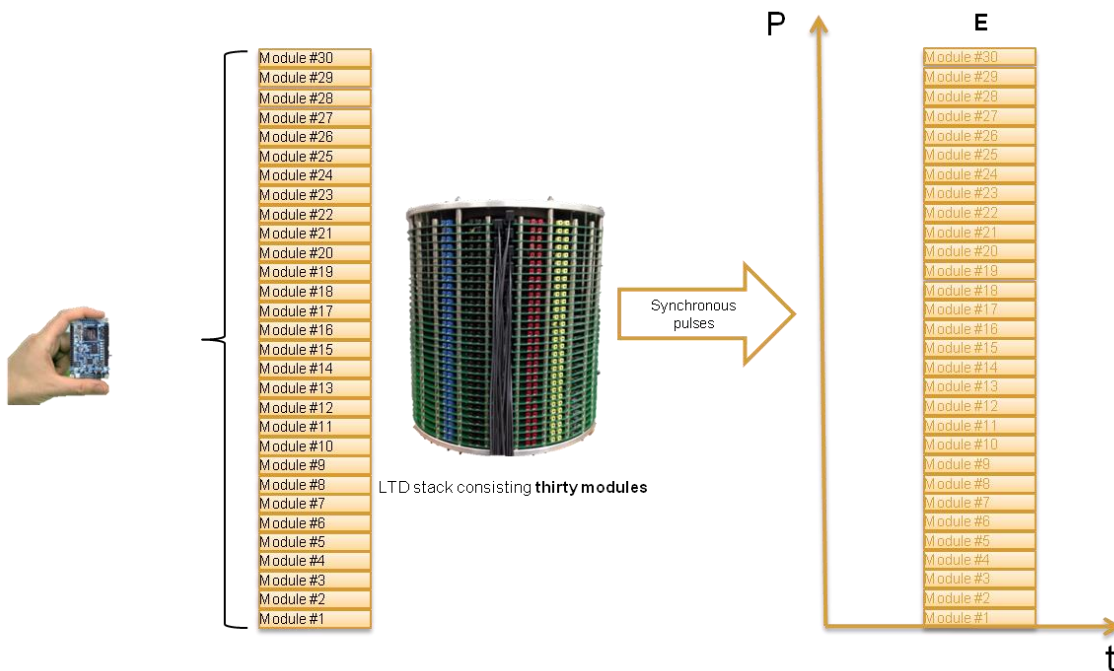 Module #30
Module #29
Module #28
Module #27
Module #26
Module #25
Module #24
Module #23
Module #22
Module #21
Module #20
Module #19
Module #18
Module #17
Module #16
Module #15
Module #14
Module #13
Module #12
Module #11
Module #10
Module #9
Module #8
Module #7
Module #6
Module #5
Module #4
Module #3
Module #2
Module #1
LTD stack consisting thirty modules
Synchronous
pulses
P
E
Module #30
Module #29
Module #28
Module #27
Module #26
Module #25
Module #24
Module #23
Module #22
Module #21
Module #20
Module #19
Module #18
Module #17
Module #16
Module #15
Module #14
Module #13
Module #12
Module #11
Module #10
Module #9
Module #8
Module #7
Module #6
Module #5
Module #4
Module #3
Module #2
Module #1
t